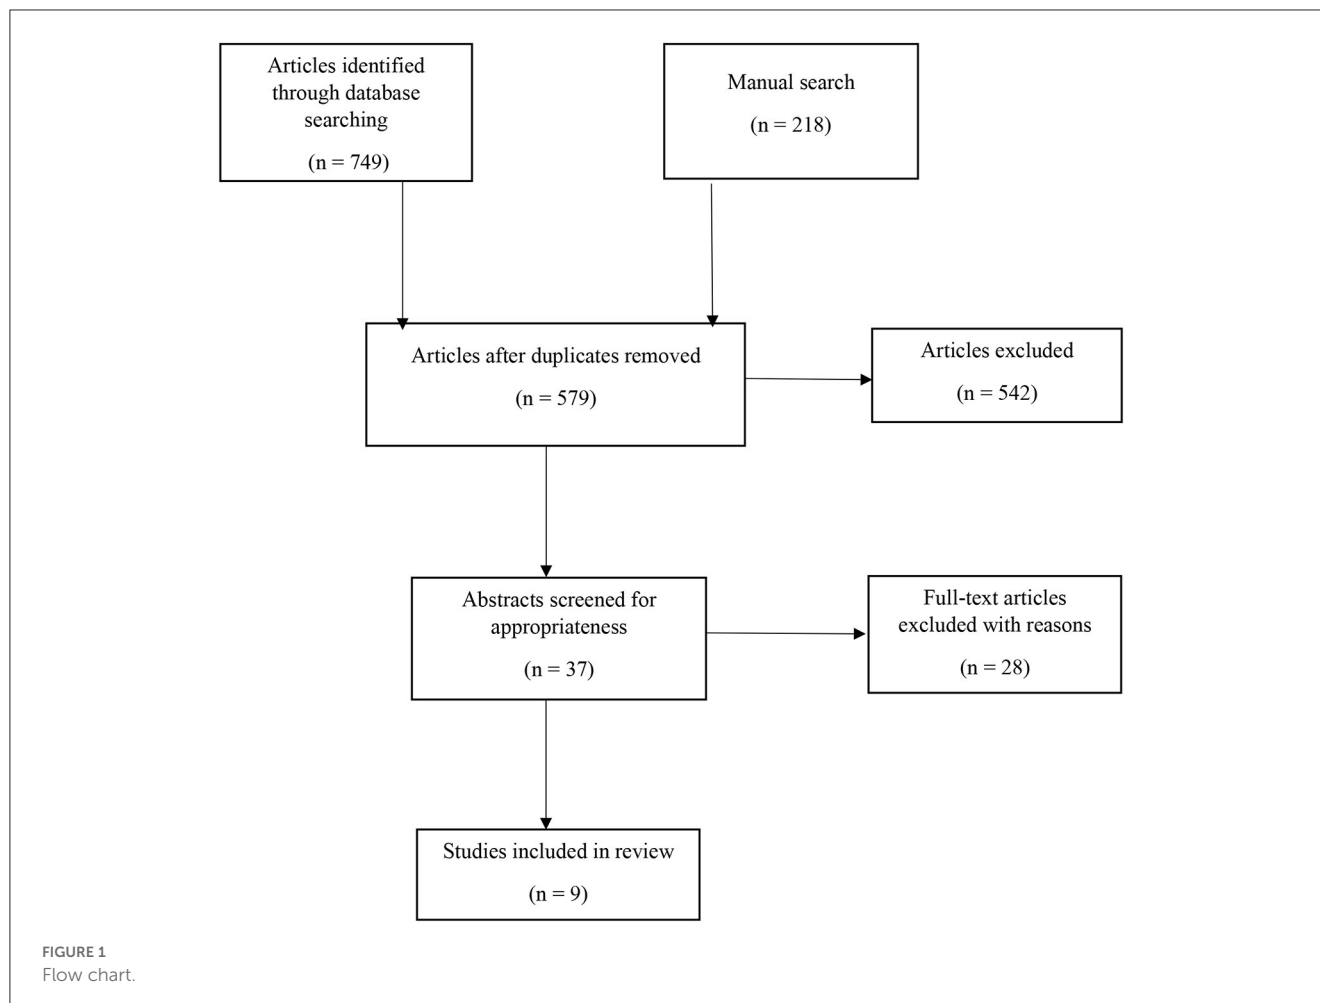 Articles identified
through database
searching
(n = 749)
Manual search
(n = 218)
Articles after duplicates removed
(n = 579)
Articles excluded
(n = 542)
Abstracts screened for
appropriateness
(n = 37)
Full-text articles
excluded with reasons
(n = 28)
Studies included in review
(n = 9)
FIGURE 1
Flow chart.